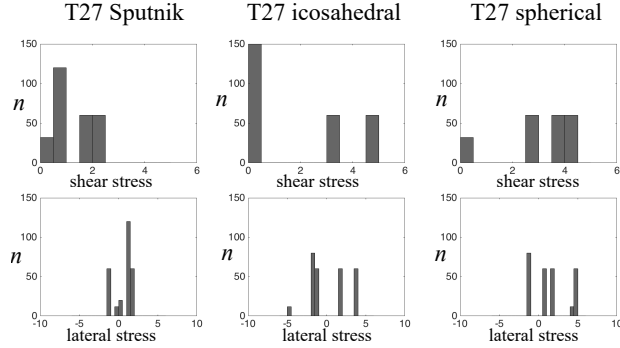 T27 Sputnik T27 icosahedral T27 spherical
150 150 150
100 100 100
n n n
50 50 50
0 0 0
0 2 4 6 0 2 4 6 0 2 4 6
shear stress shear stress shear stress
150 150 150
100 100 100
n n n
50 50 50
0 0 0
-10 -5 0 5 10 -10 -5 0 5 10 -10 -5 0 5 10
lateral stress lateral stress lateral stress